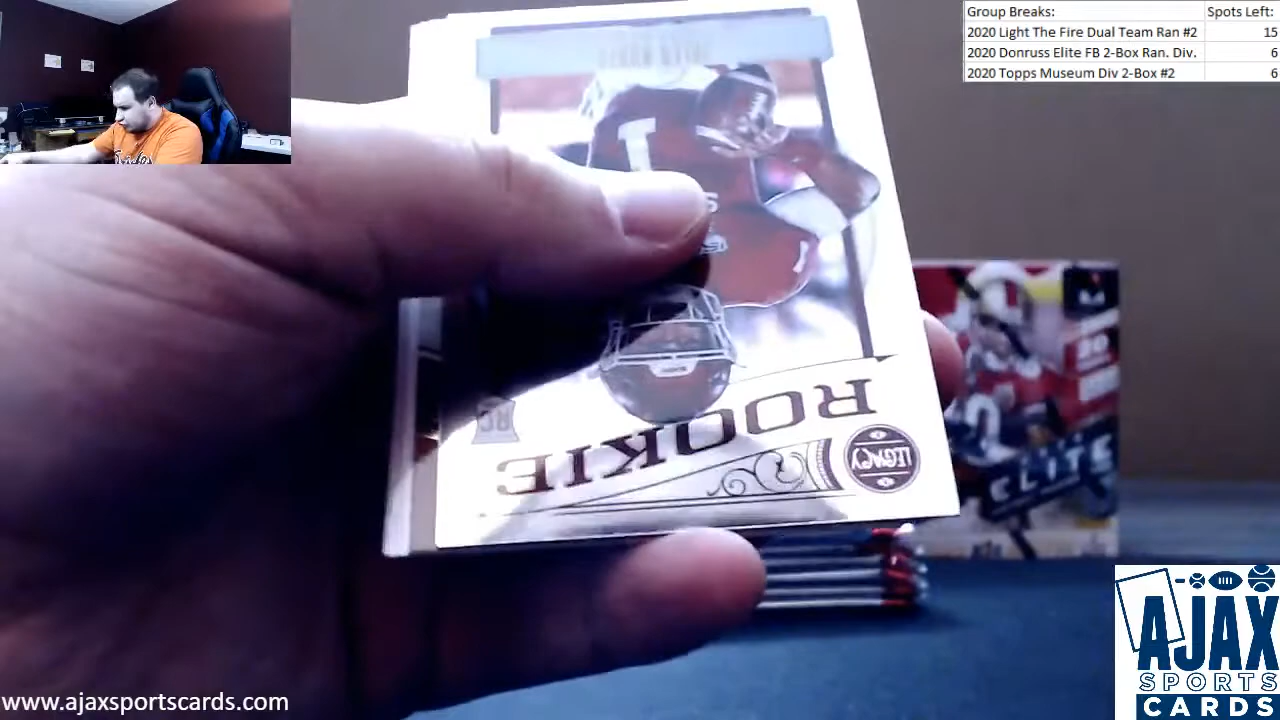 Group Breaks: Spots Left:
2020 Light The Fire Dual Team Ran #2 15
2020 Donruss Elite FB 2-Box Ran. Div. 6
2020 Topps Museum Div 2-Box #2 6
1
ROOKIE
LEGACY
20
ELITE
AJAX
SPORTS
CARDS
www.ajaxsportscards.com